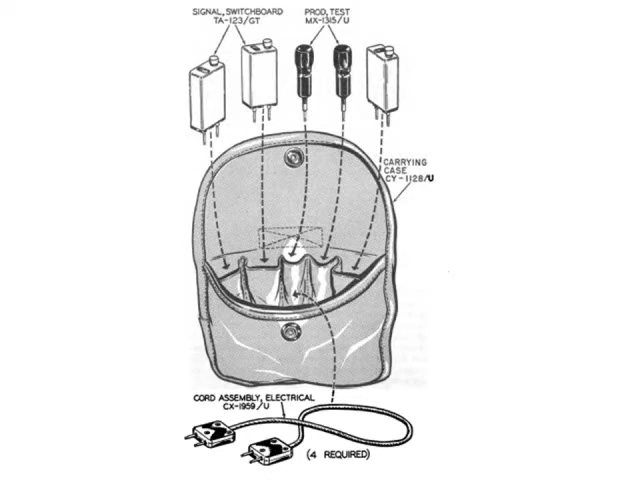 SIGNAL, SWITCHBOARD
TA-123/GT
PROD, TEST
MX-1315/U
CARRYING
CASE
CY-1128/U
CORD ASSEMBLY, ELECTRICAL
CX-1959/U
(4 REQUIRED)